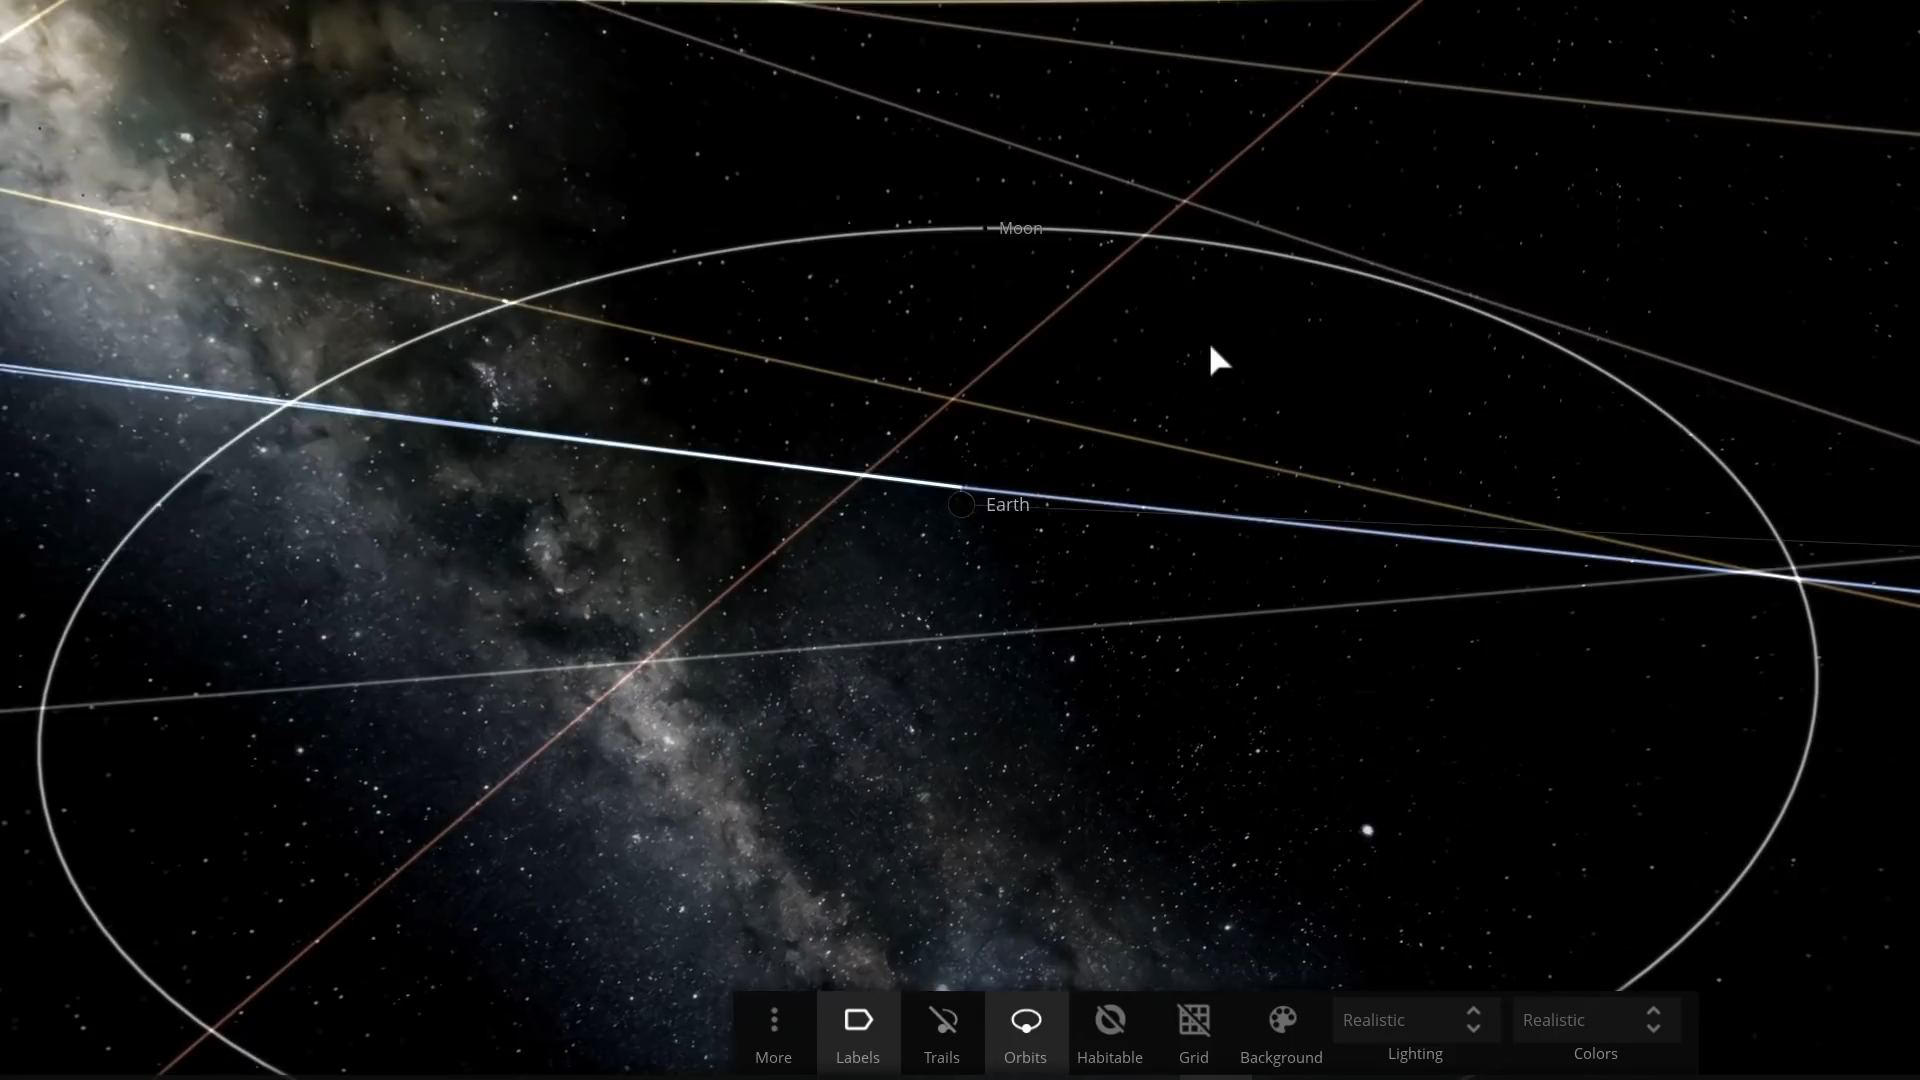 Moon
Earth
More
Labels
Trails
Orbits
Habitable
Grid
Background
Realistic
Lighting
Realistic
Colors